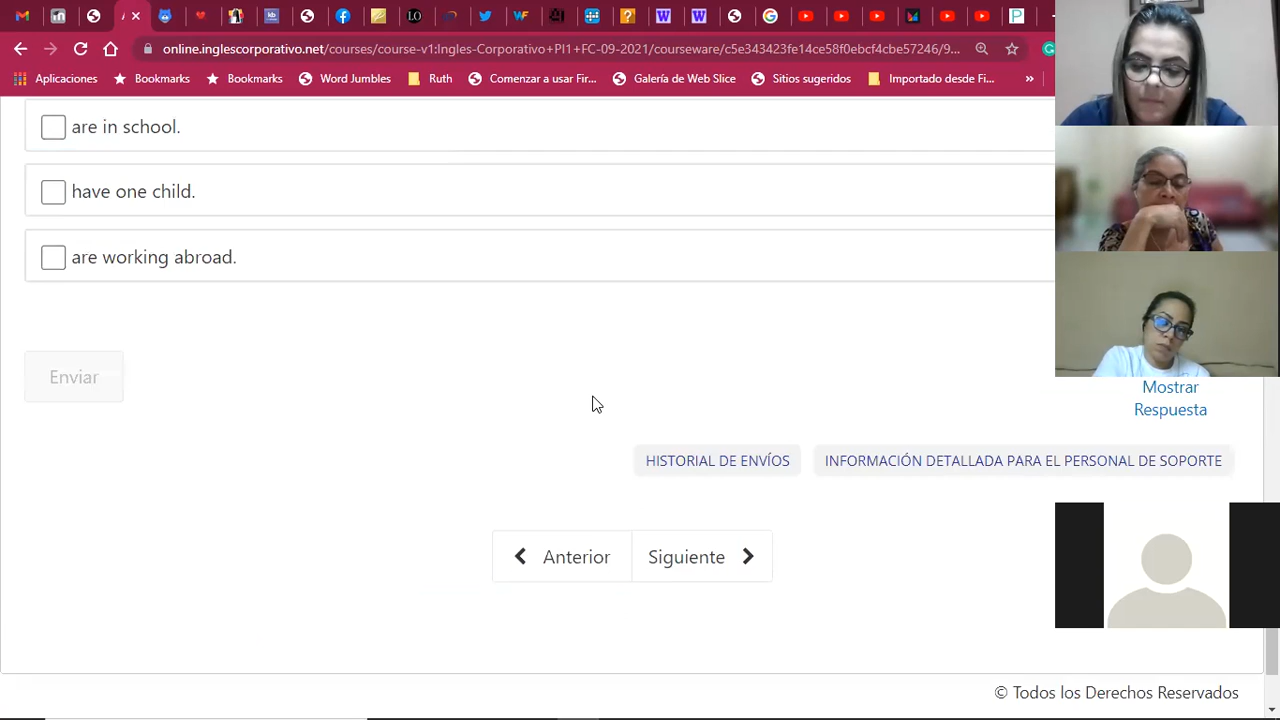 online.inglescorporativo.net/courses/course-v1:Ingles-Corporativo+PI1+FC-09-2021/courseware/c5e343423fe14ce58f0ebcf4cbe57246/9...
Aplicaciones Bookmarks Bookmarks Word Jumbles Ruth Comenzar a usar Fir... Galería de Web Slice Sitios sugeridos Importado desde Fi... »
are in school.
have one child.
are working abroad.
Enviar
Mostrar
Respuesta
HISTORIAL DE ENVÍOS INFORMACIÓN DETALLADA PARA EL PERSONAL DE SOPORTE
Anterior Siguiente
© Todos los Derechos Reservados